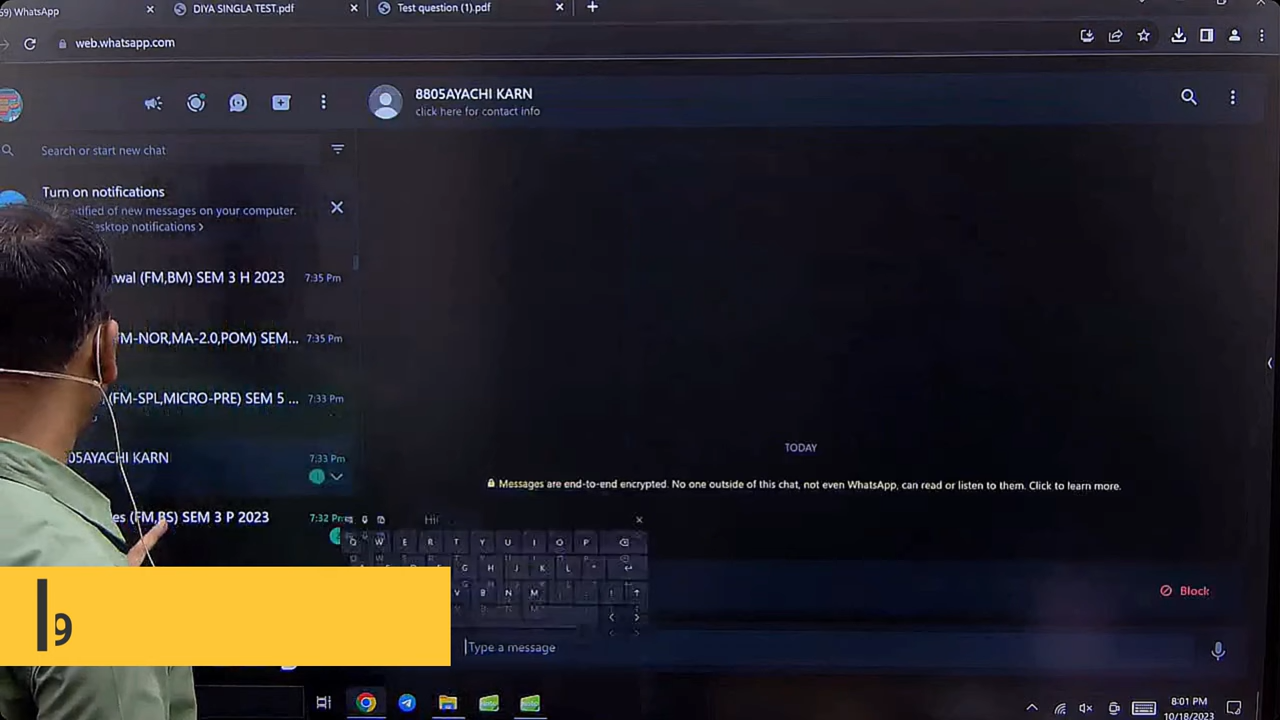 69) WhatsApp
DIYA SINGLA TEST.pdf
Test question (1).pdf
web.whatsapp.com
8805AYACHI KARN
click here for contact info
Search or start new chat
Turn on notifications
notified of new messages on your computer.
desktop notifications >
wal (FM,BM) SEM 3 H 2023
7:35 Pm
FM-NOR,MA-2.0,POM) SEM...
7:35 Pm
(FM-SPL,MICRO-PRE) SEM 5 ...
7:33 Pm
05AYACHI KARN
7:33 Pm
es (FM,BS) SEM 3 P 2023
7:32 Pm
TODAY
Messages are end-to-end encrypted. No one outside of this chat, not even WhatsApp, can read or listen to them. Click to learn more.
Q W E R T Y U I O P
G H J K L
V B N M
Block
9
Type a message
8:01 PM
10/18/2023